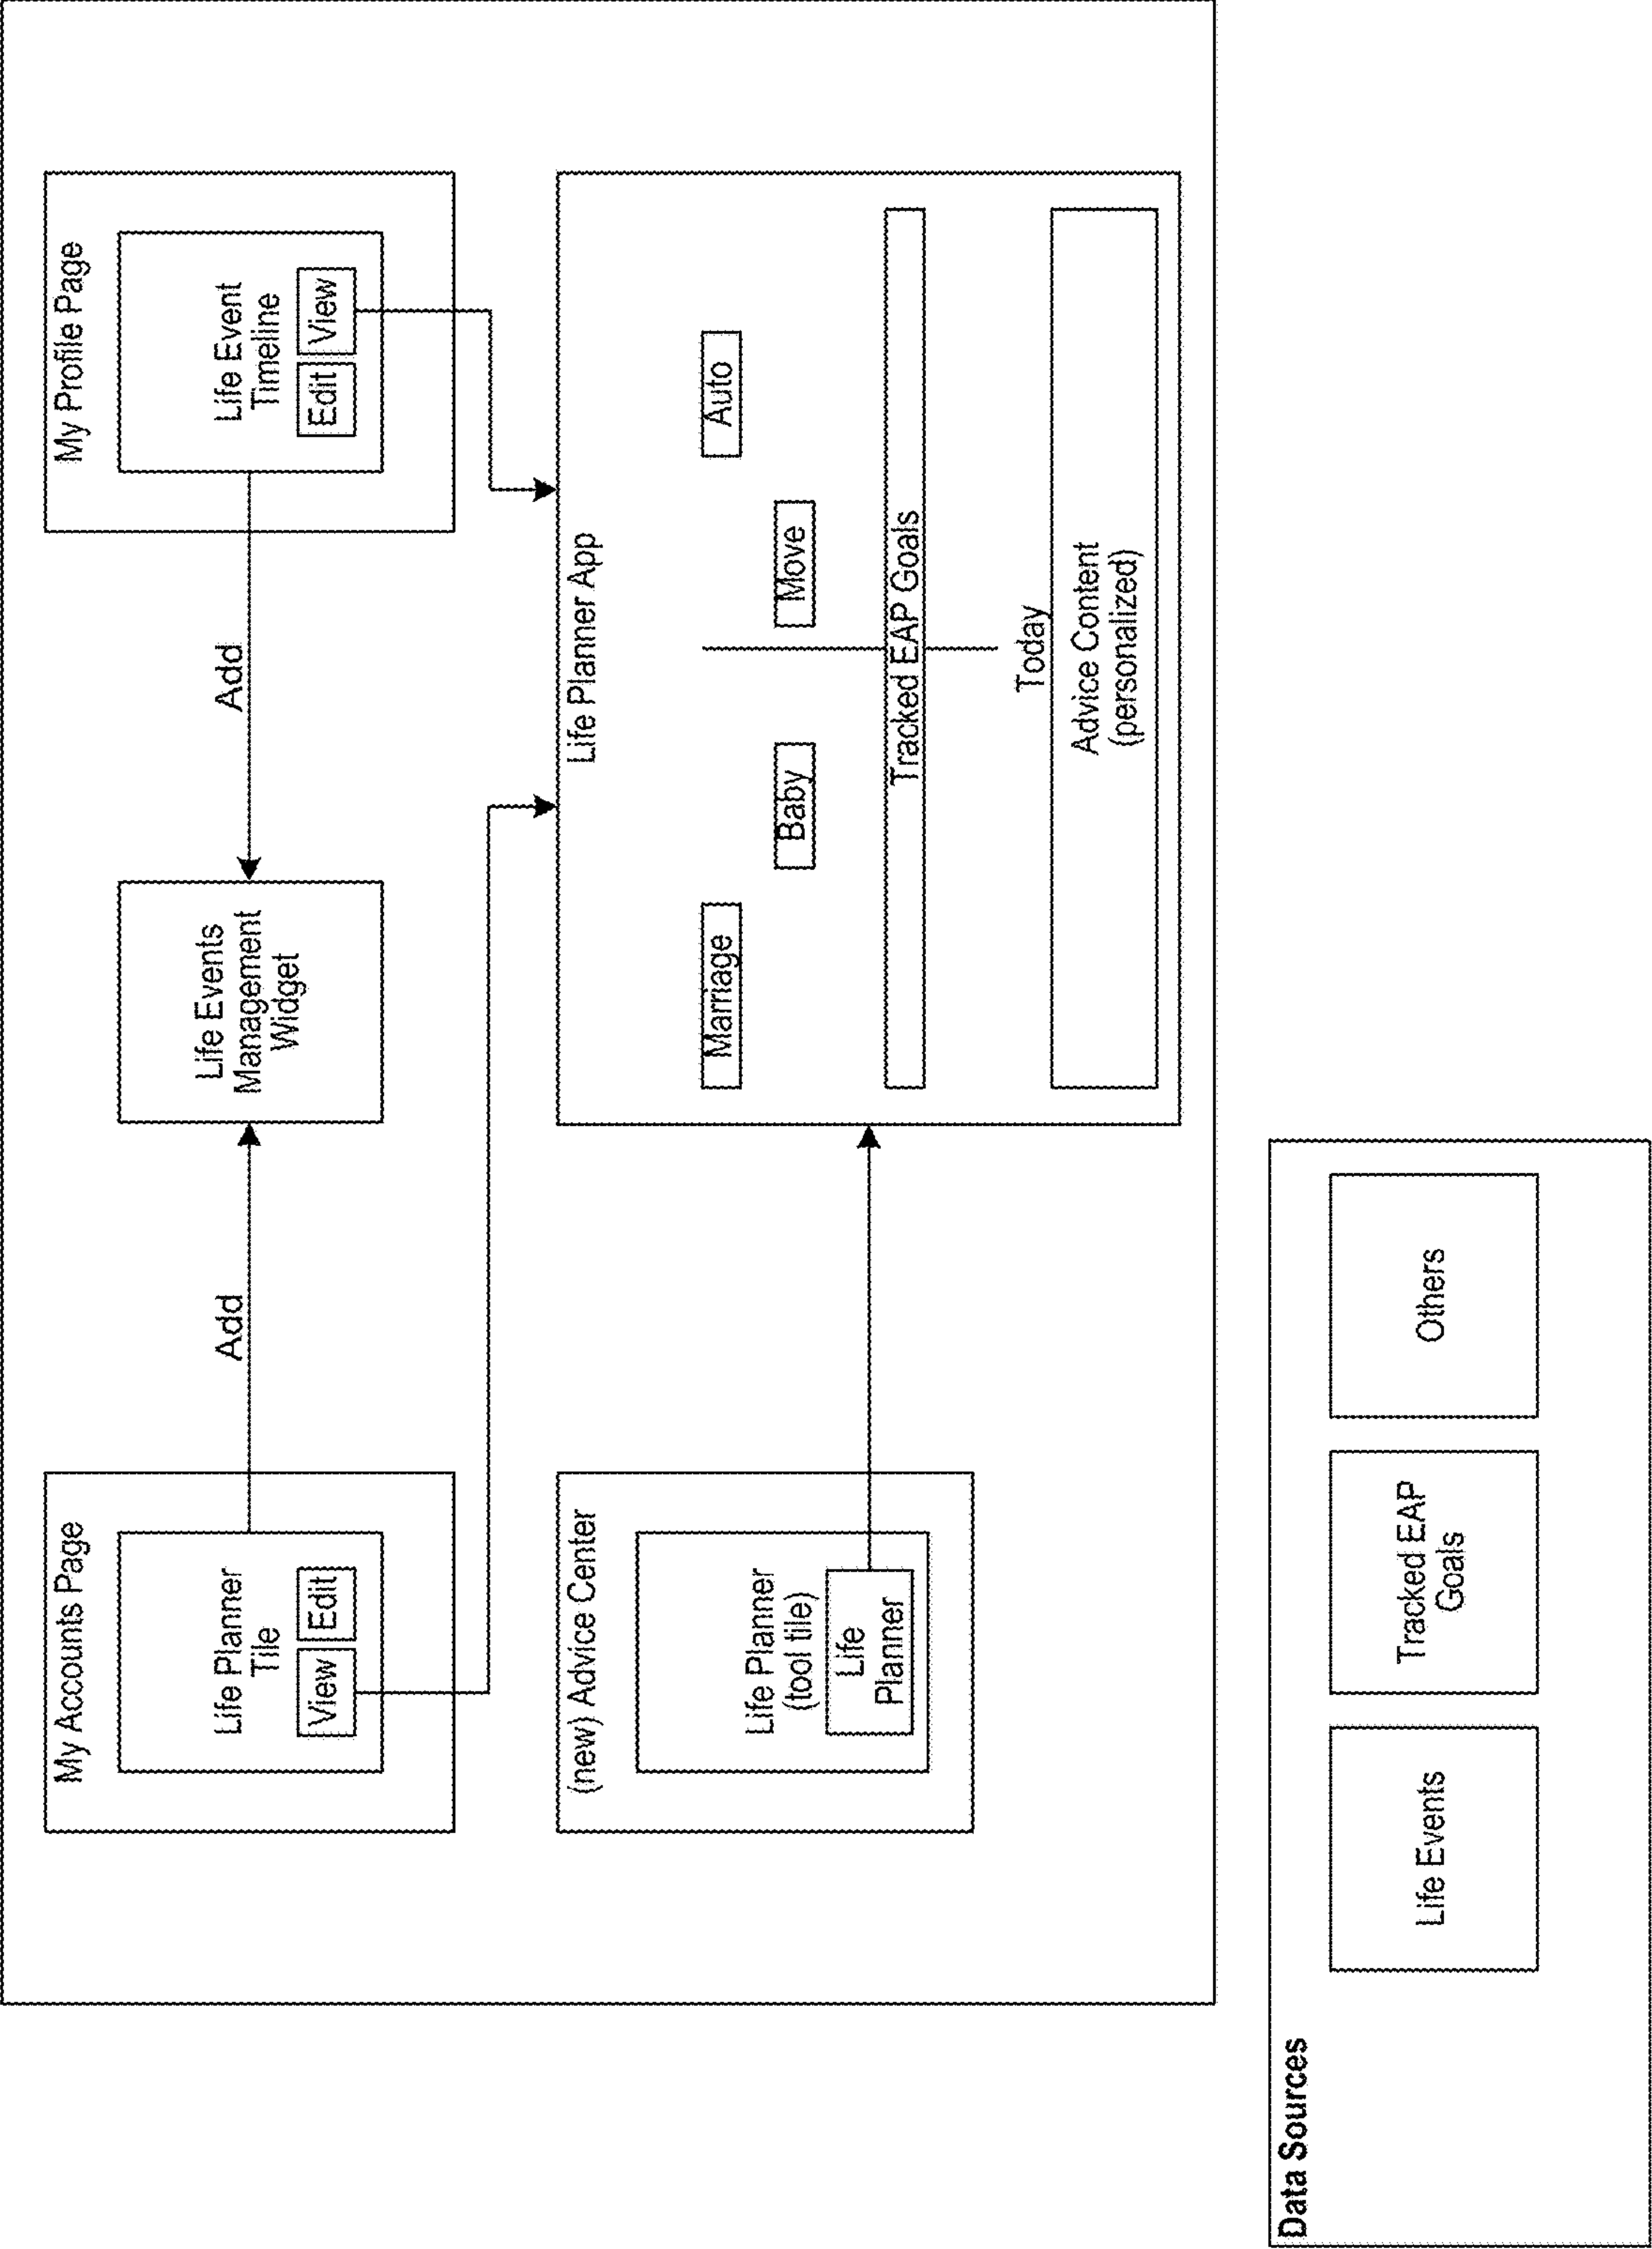 My Accounts Page
Life Planner
Tile
View
Edit
Add
Life Events
Management
Widget
Add
My Profile Page
Life Event
Timeline
Edit
View
(new) Advice Center
Life Planner
(tool tile)
Life
Planner
Life Planner App
Marriage
Baby
Move
Auto
Tracked EAP Goals
Today
Advice Content
(personalized)
Data Sources
Life Events
Tracked EAP
Goals
Others